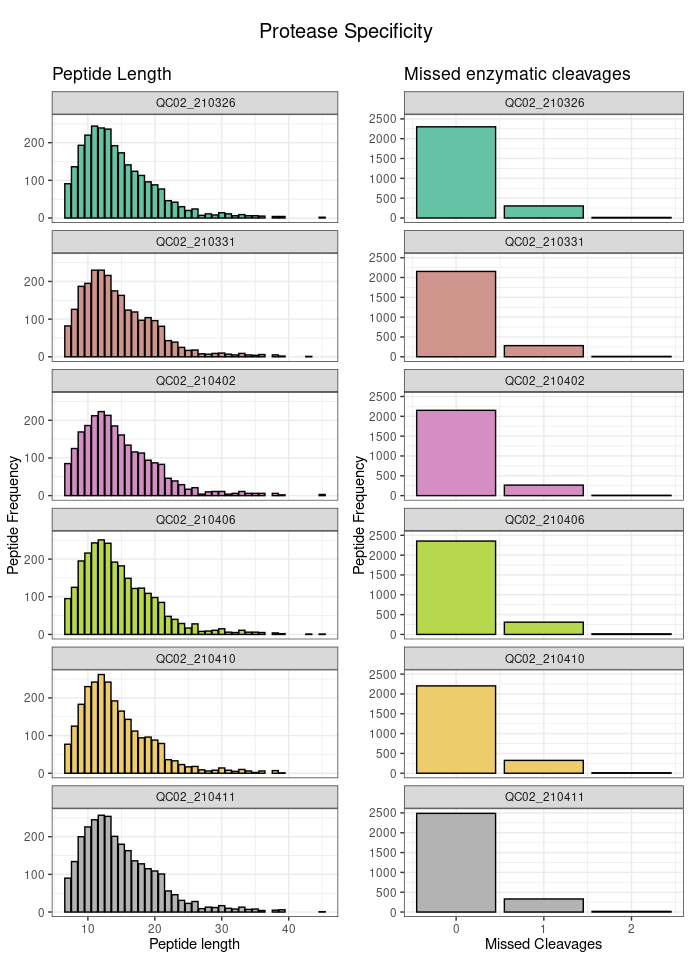 Protease Specificity
Peptide Length
Missed enzymatic cleavages
QC02_210326
200
100
0
QC02_210331
200
100
0
QC02_210402
200
100
0
QC02_210406
200
100
0
QC02_210410
200
100
0
QC02_210411
200
100
0
10 20 30 40
Peptide length
Peptide Frequency
QC02_210326
2500
2000
1500
1000
500
0
QC02_210331
2500
2000
1500
1000
500
0
QC02_210402
2500
2000
1500
1000
500
0
QC02_210406
2500
2000
1500
1000
500
0
QC02_210410
2500
2000
1500
1000
500
0
QC02_210411
2500
2000
1500
1000
500
0
0 1 2
Missed Cleavages
Peptide Frequency